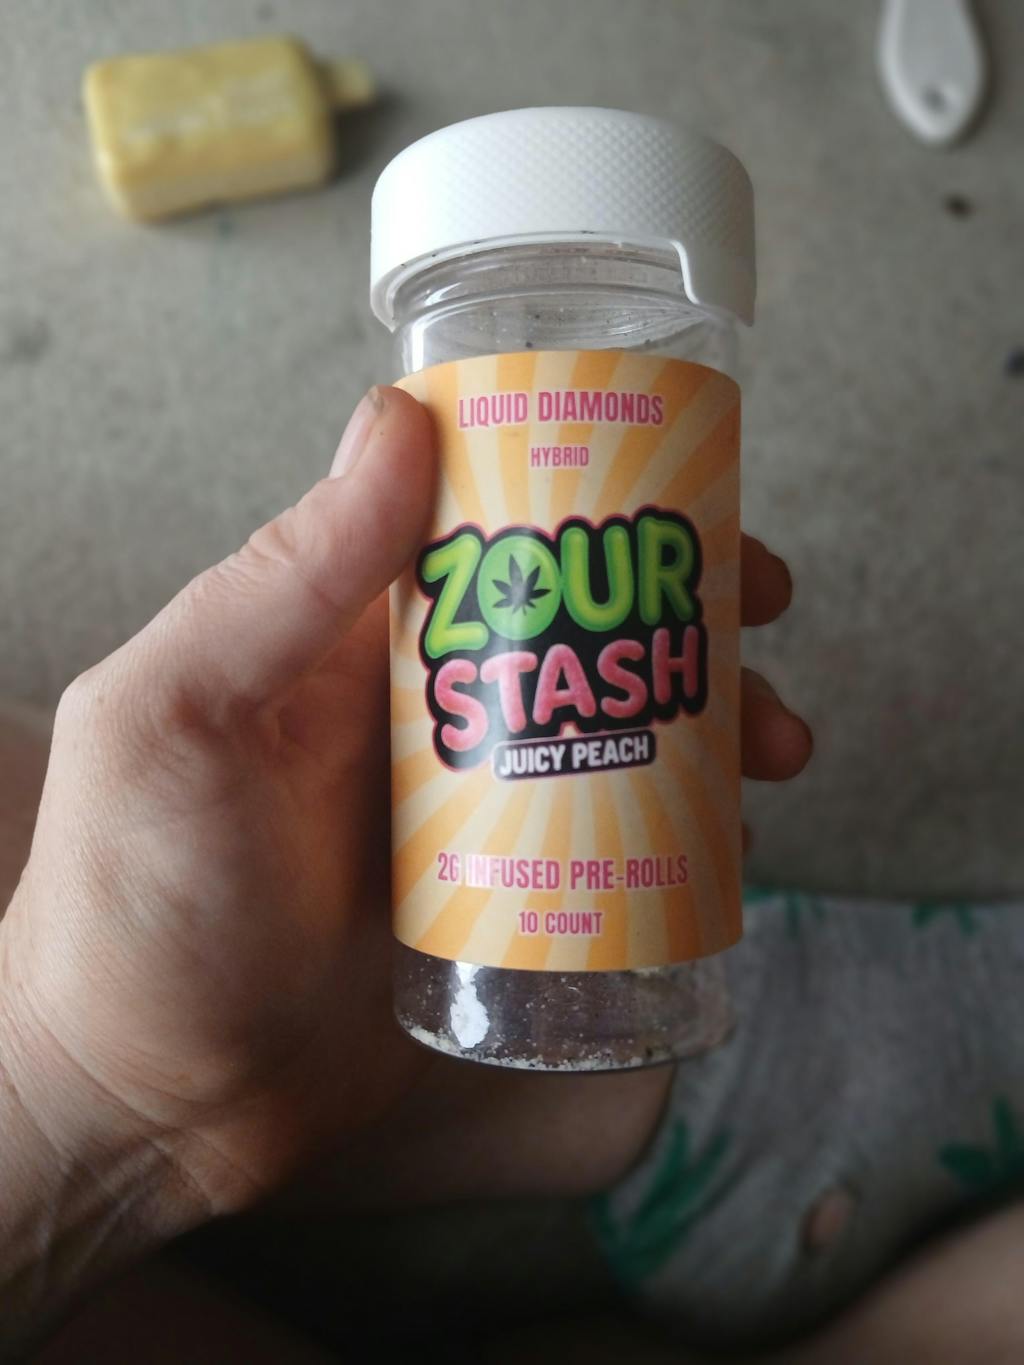 LIQUID DIAMONDS
HYBRID
ZOUR
STASH
JUICY PEACH
2G INFUSED PRE-ROLLS
10 COUNT